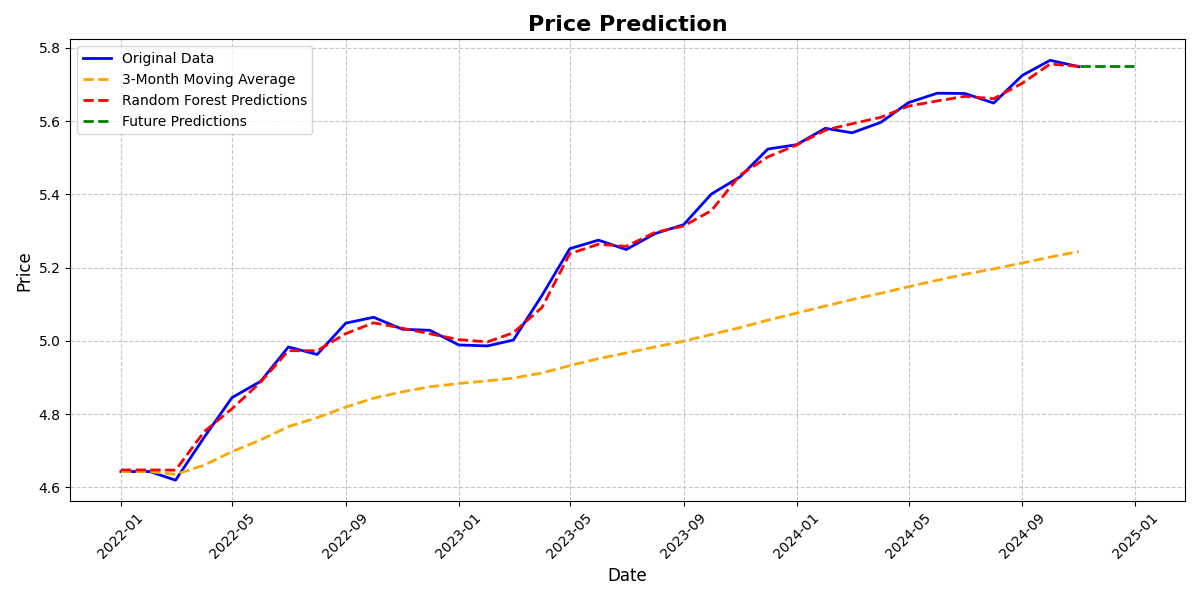 Price Prediction
Original Data
3-Month Moving Average
Random Forest Predictions
Future Predictions
Price
5.8
5.6
5.4
5.2
5.0
4.8
4.6
2022-01
2022-05
2022-09
2023-01
2023-05
2023-09
2024-01
2024-05
2024-09
2025-01
Date